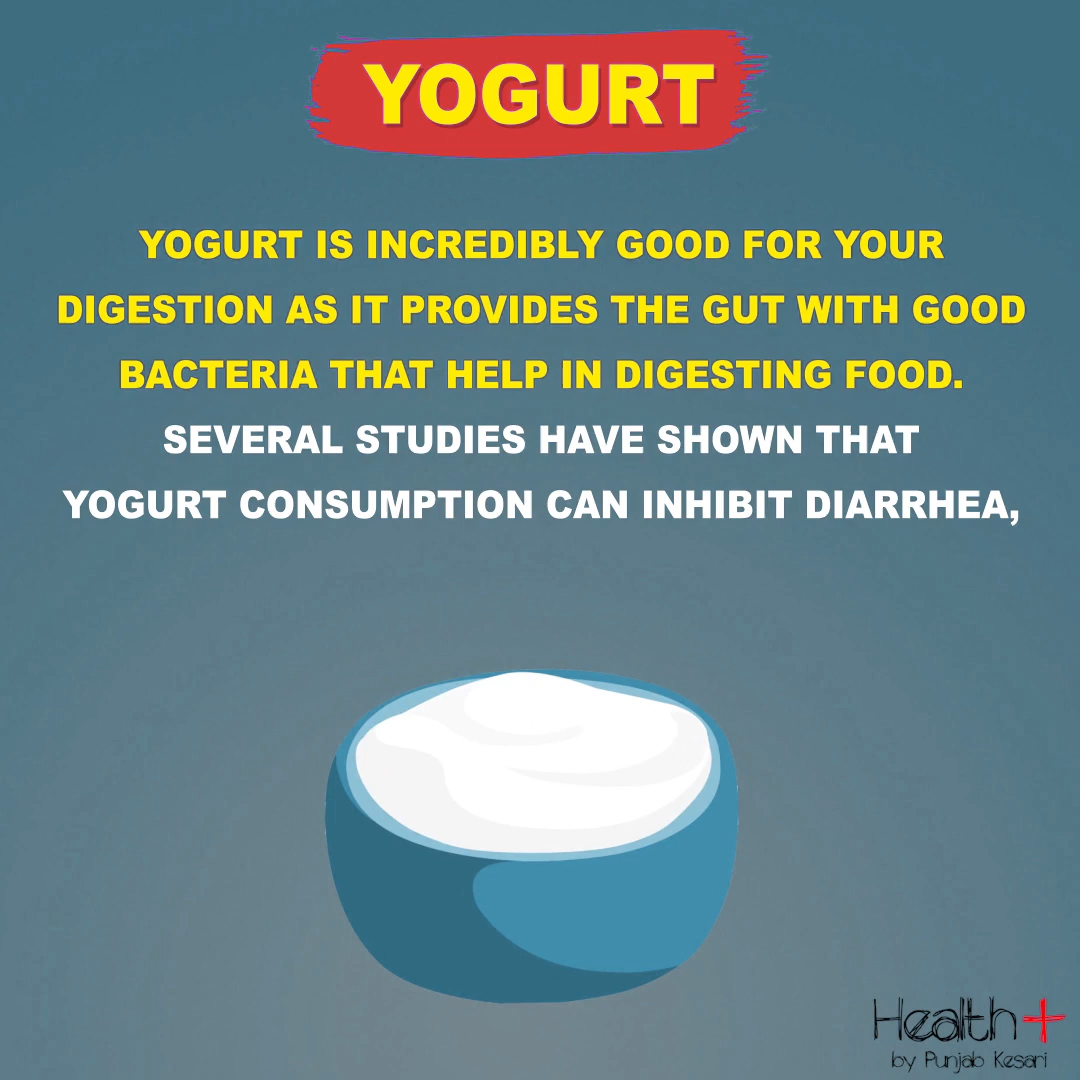 YOGURT
YOGURT IS INCREDIBLY GOOD FOR YOUR
DIGESTION AS IT PROVIDES THE GUT WITH GOOD
BACTERIA THAT HELP IN DIGESTING FOOD.
SEVERAL STUDIES HAVE SHOWN THAT
YOGURT CONSUMPTION CAN INHIBIT DIARRHEA,
Health+
by Punjab Kesari